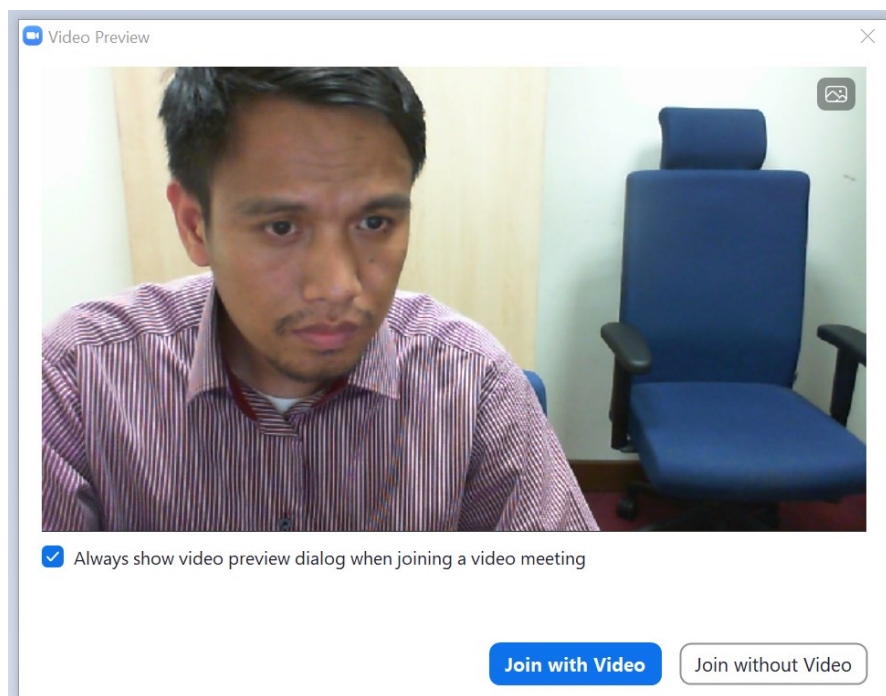 Video Preview
Always show video preview dialog when joining a video meeting
Join with Video
Join without Video